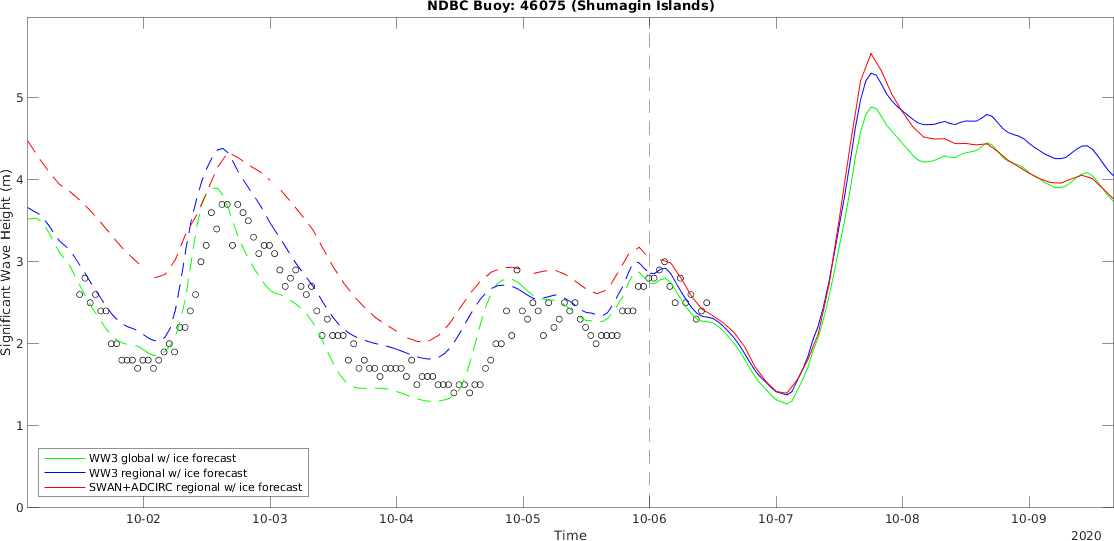 NDBC Buoy: 46075 (Shumagin Islands)
Significant Wave Height (m)
5
4
3
2
1
0
WW3 global w/ ice forecast
WW3 regional w/ ice forecast
SWAN+ADCIRC regional w/ ice forecast
10-02 10-03 10-04 10-05 10-06 10-07 10-08 10-09
Time
2020